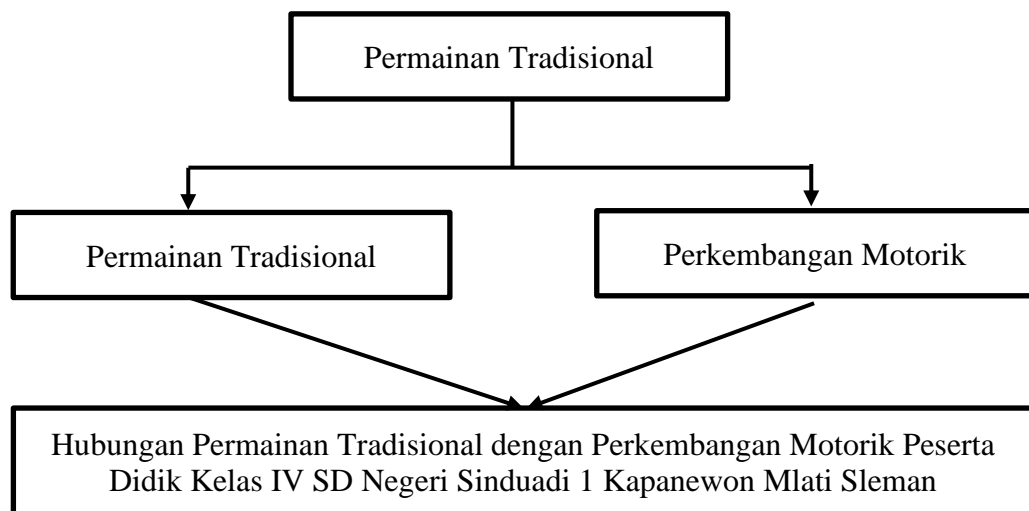 Permainan Tradisional
Permainan Tradisional
Perkembangan Motorik
Hubungan Permainan Tradisional dengan Perkembangan Motorik Peserta
Didik Kelas IV SD Negeri Sinduadi 1 Kapanewon Mlati Sleman